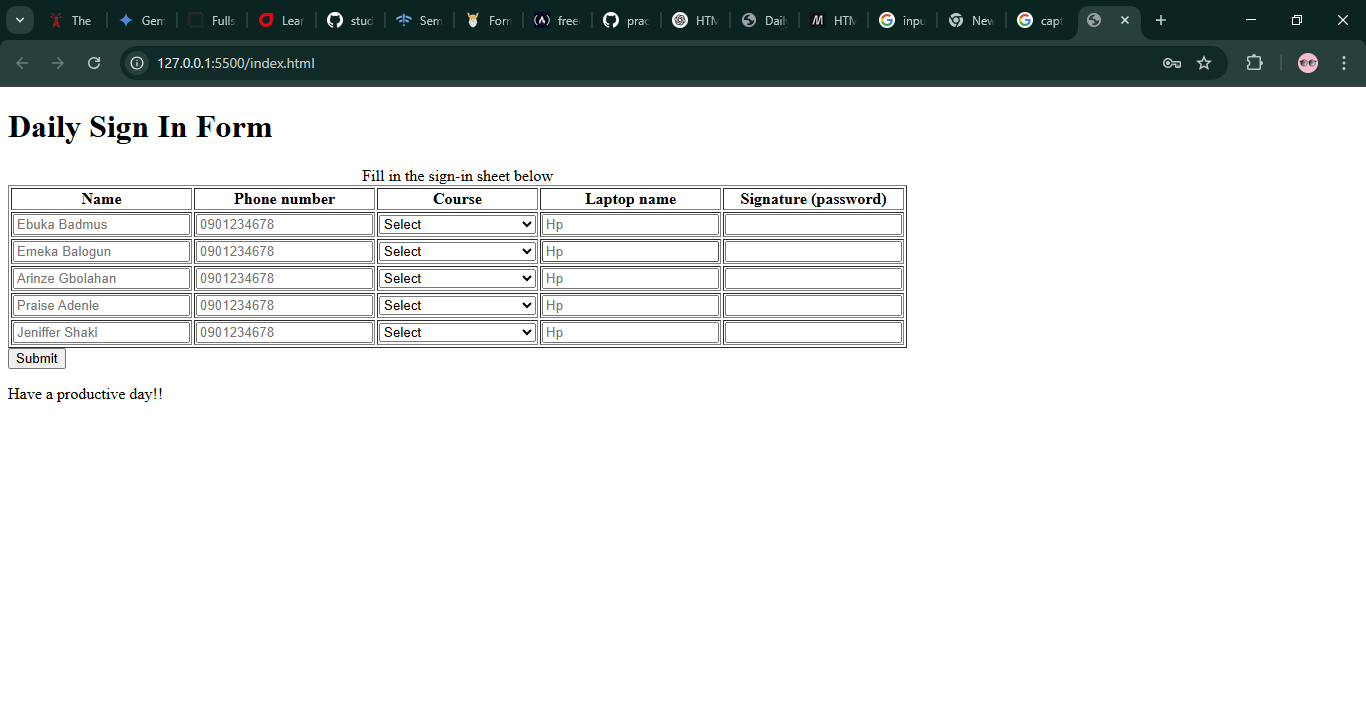 The Gem Fulls Lear stud Sem Forn free prac HTM Daily HTM inpu New capt
127.0.0.1:5500/index.html
Daily Sign In Form
Fill in the sign-in sheet below
Name Phone number Course Laptop name Signature (password)
Ebuka Badmus 0901234678 Select Hp
Emeka Balogun 0901234678 Select Hp
Arinze Gbolahan 0901234678 Select Hp
Praise Adenle 0901234678 Select Hp
Jeniffer Shaki 0901234678 Select Hp
Submit
Have a productive day!!